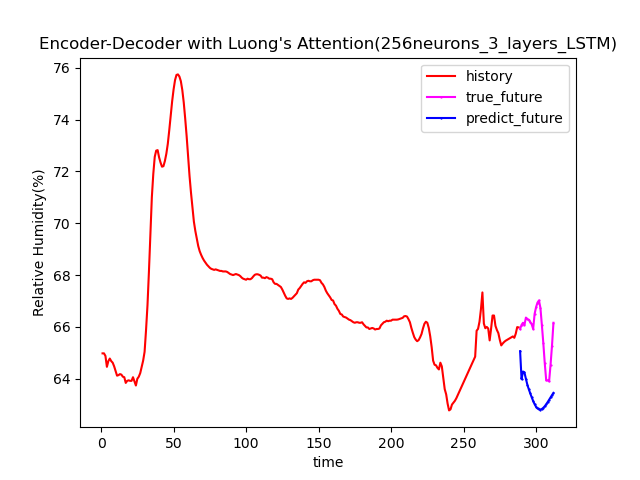 Encoder-Decoder with Luong's Attention(256neurons_3_layers_LSTM)
history
true_future
predict_future
Relative Humidity(%)
76
74
72
70
68
66
64
0 50 100 150 200 250 300
time